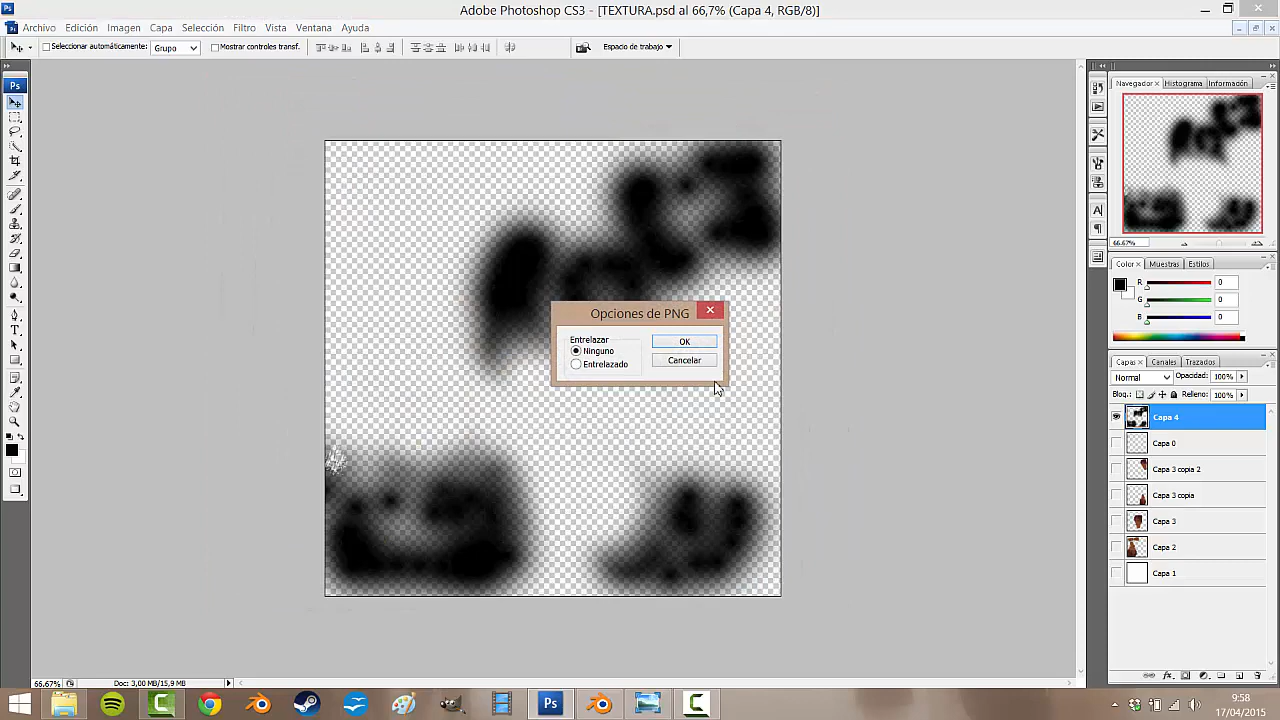 Adobe Photoshop CS3 - [TEXTURA.psd al 66,7% (Capa 4, RGB/8)]
Archivo Edición Imagen Capa Selección Filtro Vista Ventana Ayuda
Seleccionar automáticamente: Grupo Mostrar controles transf. Espacio de trabajo
Ps
Navegador Histograma Información
66.67%
Color Muestras Estilos
R 0
G 0
B 0
Capas Canales Trazados
Normal Opacidad: 100%
Bloq.: Relleno: 100%
Capa 4
Capa 0
Capa 3 copia 2
Capa 3 copia
Capa 3
Capa 2
Capa 1
Opciones de PNG
Entrelazar
Ninguno
Entrelazado
OK
Cancelar
66.67% Doc: 3,00 MB/15,9 MB
Ps
9:58
17/04/2015